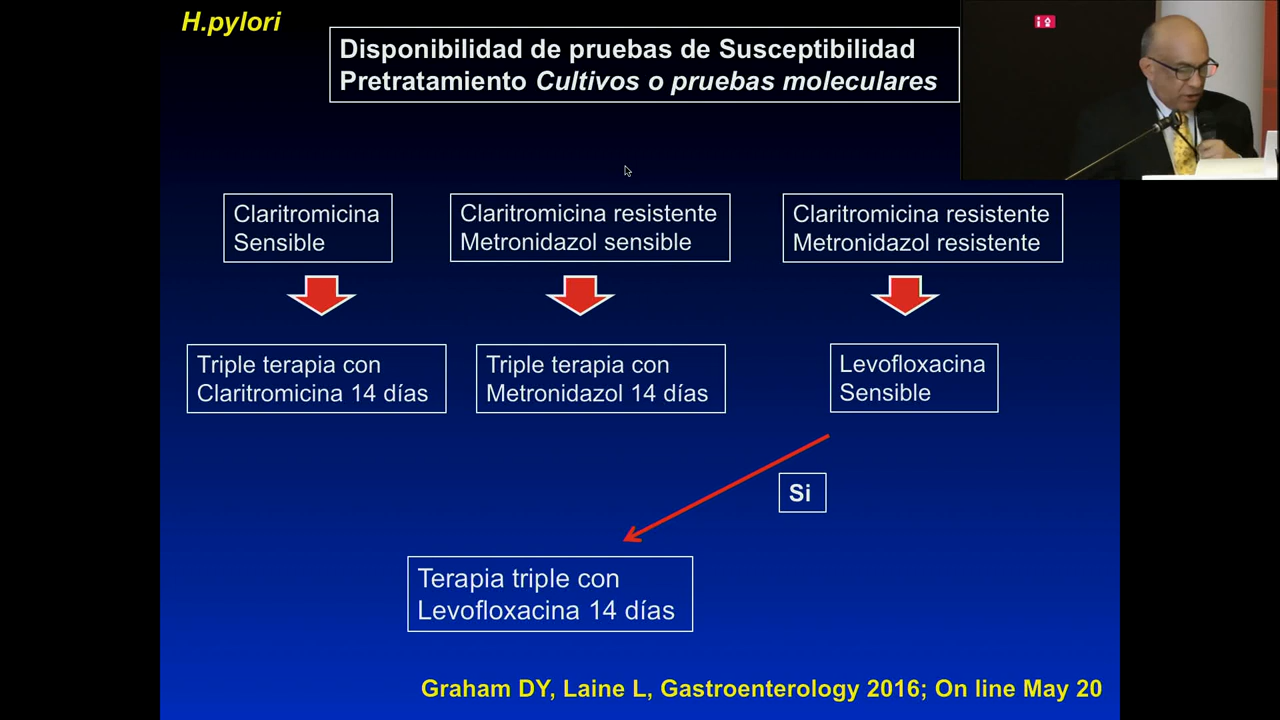 H.pylori
Disponibilidad de pruebas de Susceptibilidad
Pretratamiento Cultivos o pruebas moleculares
Claritromicina
Sensible
Claritromicina resistente
Metronidazol sensible
Claritromicina resistente
Metronidazol resistente
Triple terapia con
Claritromicina 14 días
Triple terapia con
Metronidazol 14 días
Levofloxacina
Sensible
Si
Terapia triple con
Levofloxacina 14 días
Graham DY, Laine L, Gastroenterology 2016; On line May 20